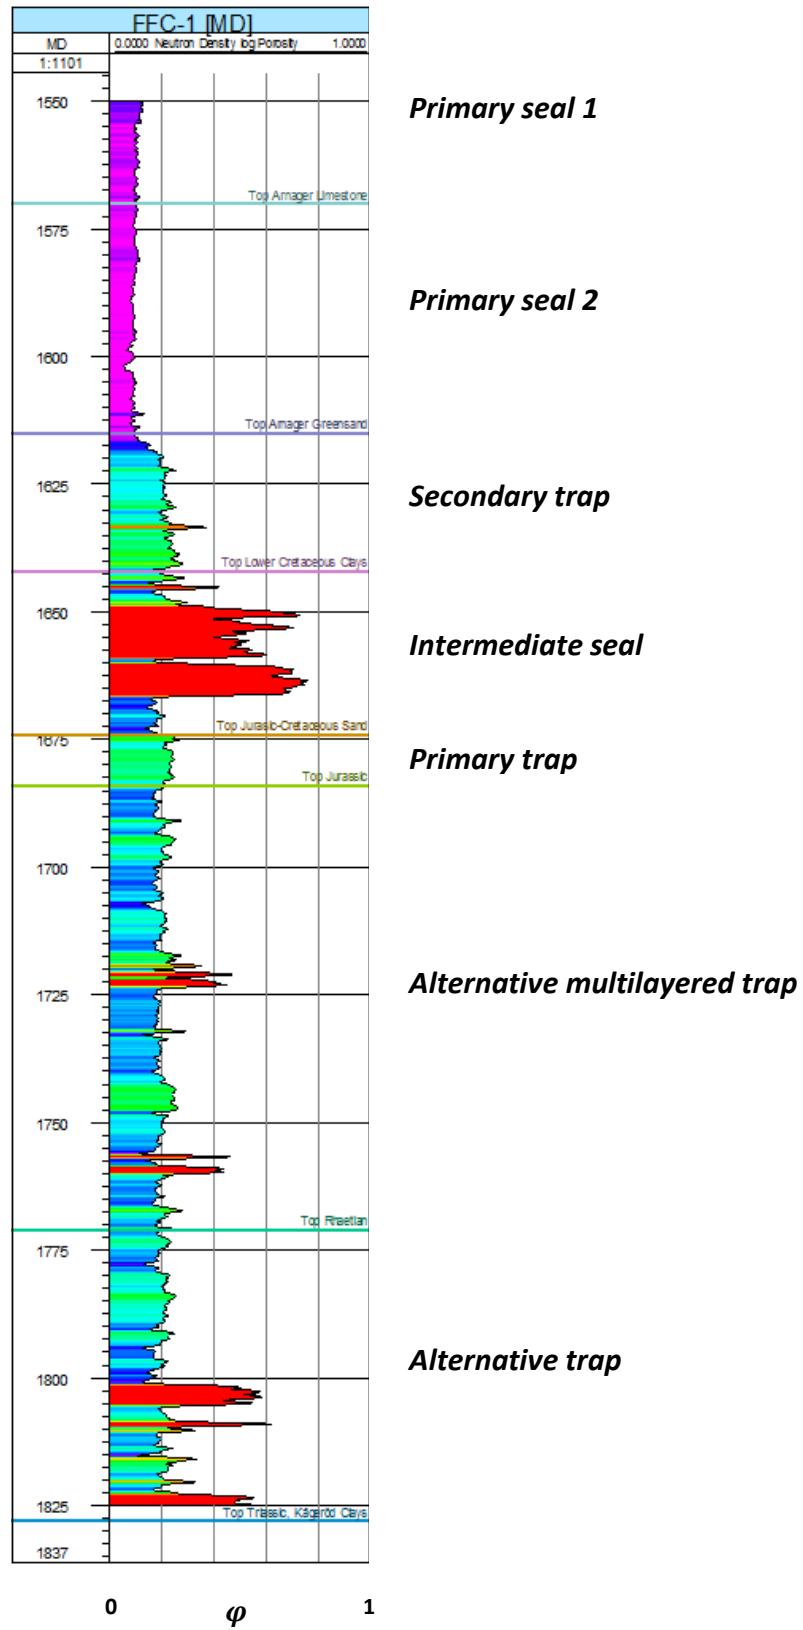 FFC-1 [MD]
MD 0.0000 Neutron Density log Porosity 1.0000
1:1101
1550 Primary seal 1
Top Arnager Limestone
1575
Primary seal 2
1600
Top Arnager Greensand
1625 Secondary trap
Top Lower Cretaceous Clays
1650
Intermediate seal
Top Jurasic-Cretaceous Sand
1675
Primary trap
Top Jurassic
1700
Alternative multilayered trap
1725
1750
Top Rhaetian
1775
Alternative trap
1800
1825
Top Triassic, Kågeröd Clays
1837
0 φ 1